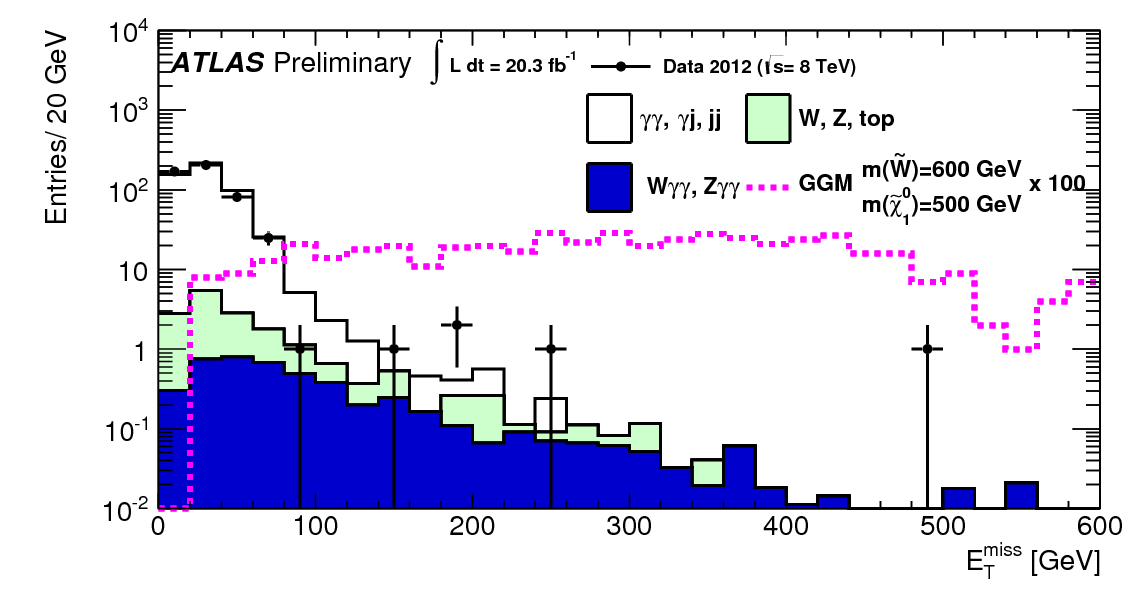 10⁴
ATLAS Preliminary ∫ L dt = 20.3 fb⁻¹ Data 2012 (√s= 8 TeV)
10³
γγ, γj, jj W, Z, top
10²
Wγγ, Zγγ GGM m(W̃)=600 GeV x 100
m(χ̃⁰₁)=500 GeV
10
1
10⁻¹
10⁻²
0 100 200 300 400 500 600
Entries/ 20 GeV
E_T^miss [GeV]